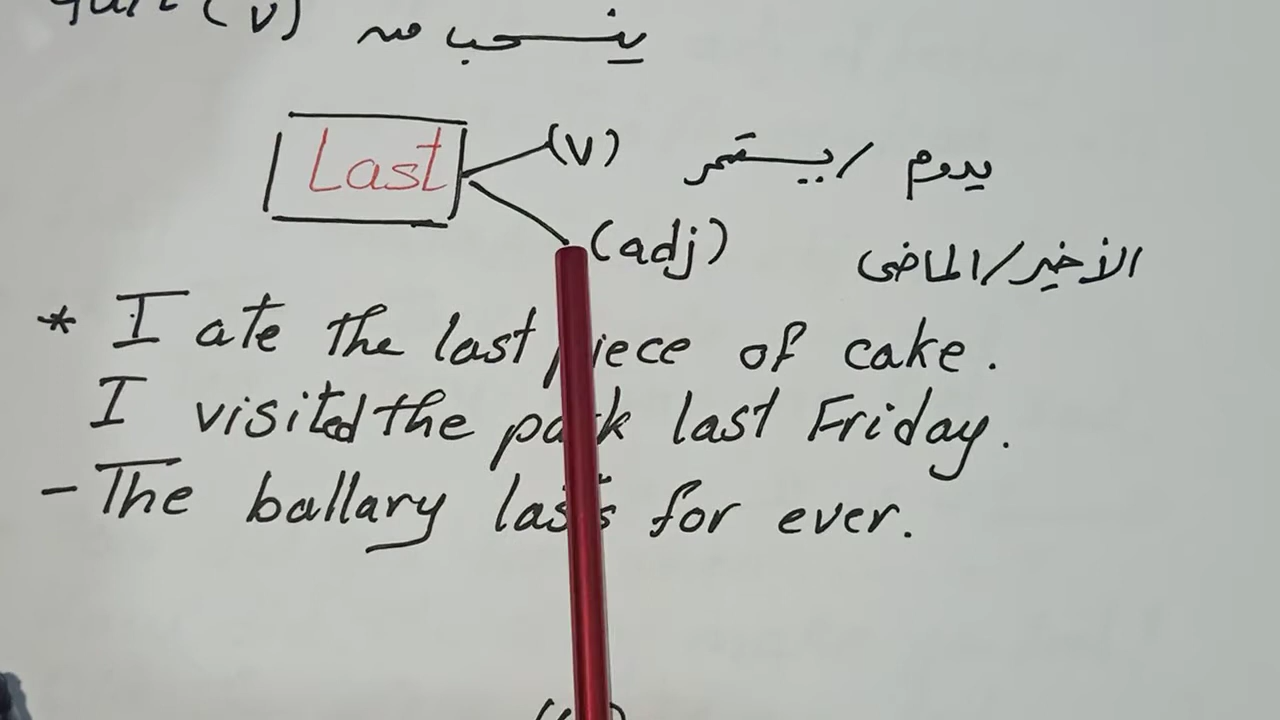 (v) ينسحب من
Last (v) يدوم / يستمر
(adj) الأخير/الماضى
* I ate the last piece of cake.
I visited the park last Friday.
- The ballary lasts for ever.